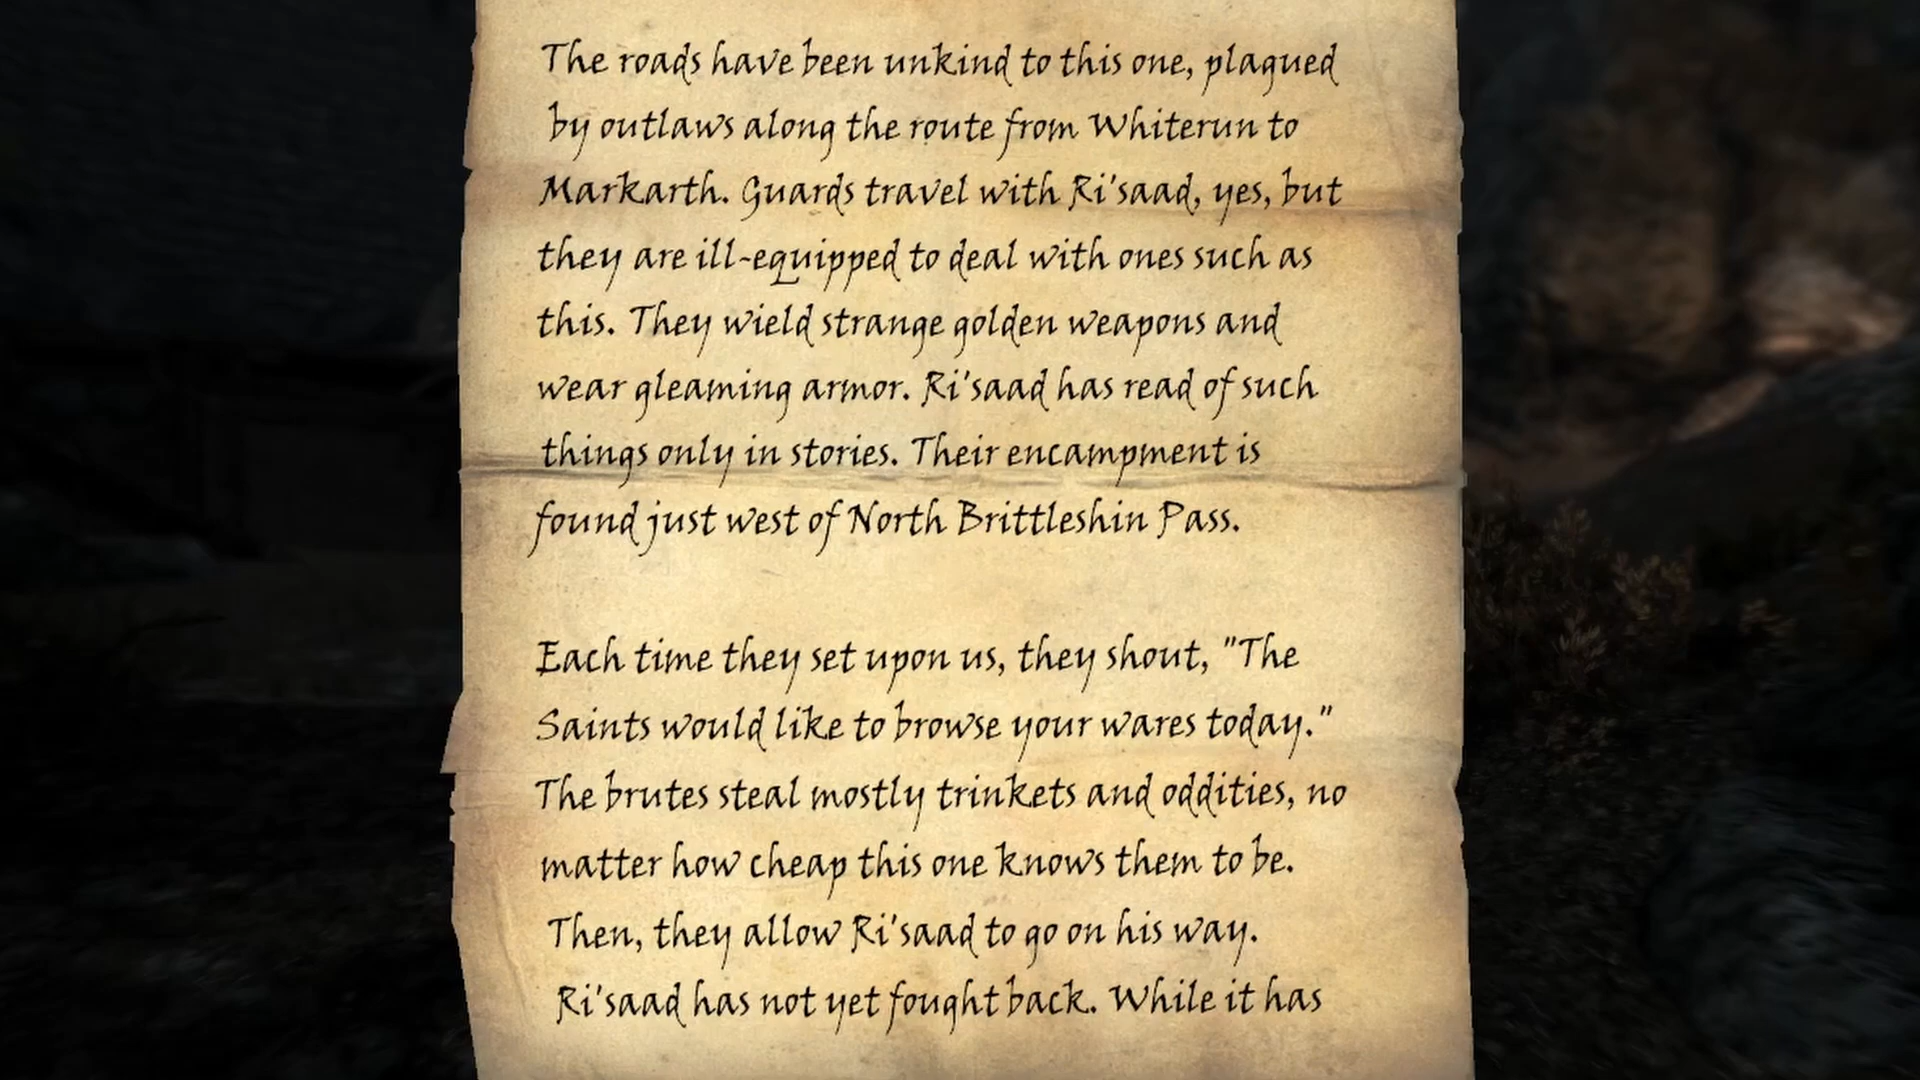 The roads have been unkind to this one, plagued
by outlaws along the route from Whiterun to
Markarth. Guards travel with Ri'saad, yes, but
they are ill-equipped to deal with ones such as
this. They wield strange golden weapons and
wear gleaming armor. Ri'saad has read of such
things only in stories. Their encampment is
found just west of North Brittleshin Pass.
Each time they set upon us, they shout, "The
Saints would like to browse your wares today."
The brutes steal mostly trinkets and oddities, no
matter how cheap this one knows them to be.
Then, they allow Ri'saad to go on his way.
Ri'saad has not yet fought back. While it has